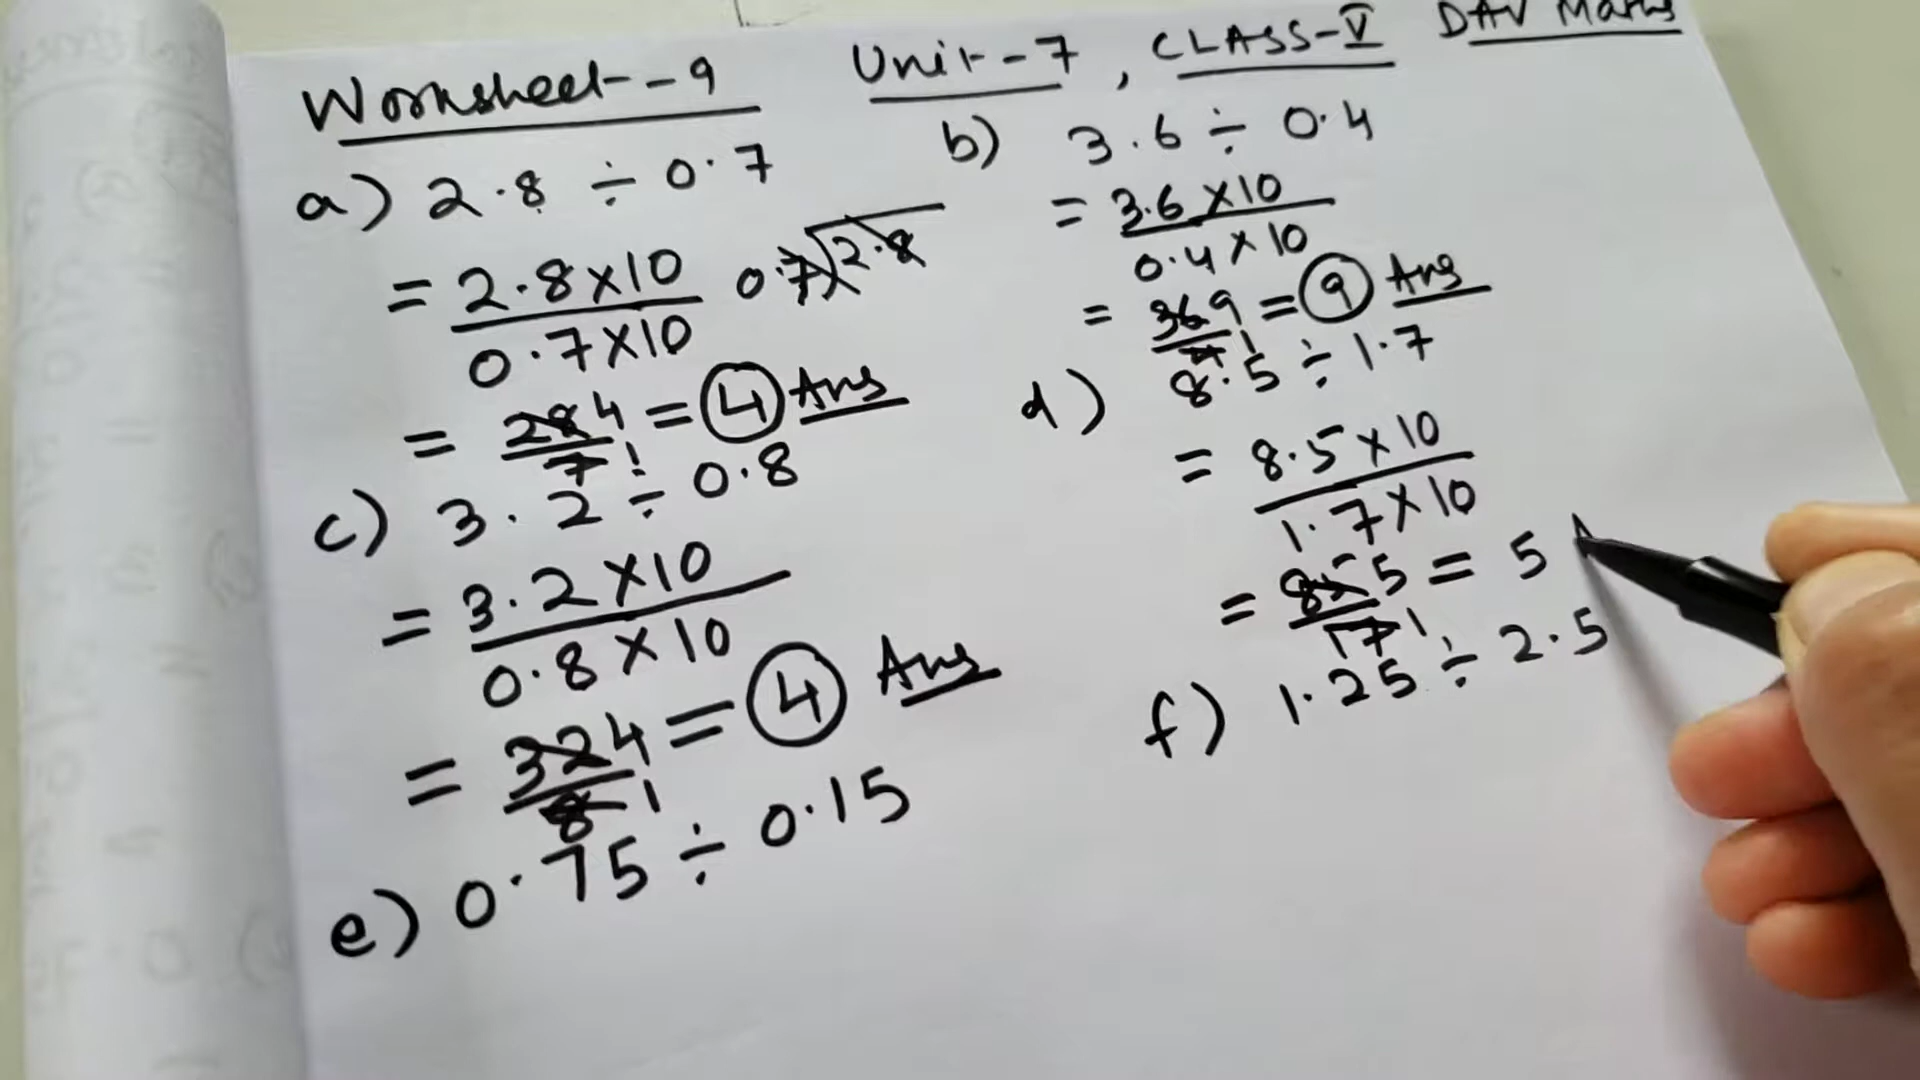 Worksheet-9 Unit-7, CLASS-V DAV Maths
a) 2.8 ÷ 0.7
= 2.8×10 / 0.7×10
0.7√2.8
= 28 4 / 7 1 = 4 Ans
b) 3.6 ÷ 0.4
= 3.6×10 / 0.4×10
= 36 9 / 4 1 = 9 Ans
c) 3.2 ÷ 0.8
= 3.2×10 / 0.8×10
= 32 4 / 8 1 = 4 Ans
d) 8.5 ÷ 1.7
= 8.5×10 / 1.7×10
= 85 5 / 17 1 = 5
e) 0.75 ÷ 0.15
f) 1.25 ÷ 2.5